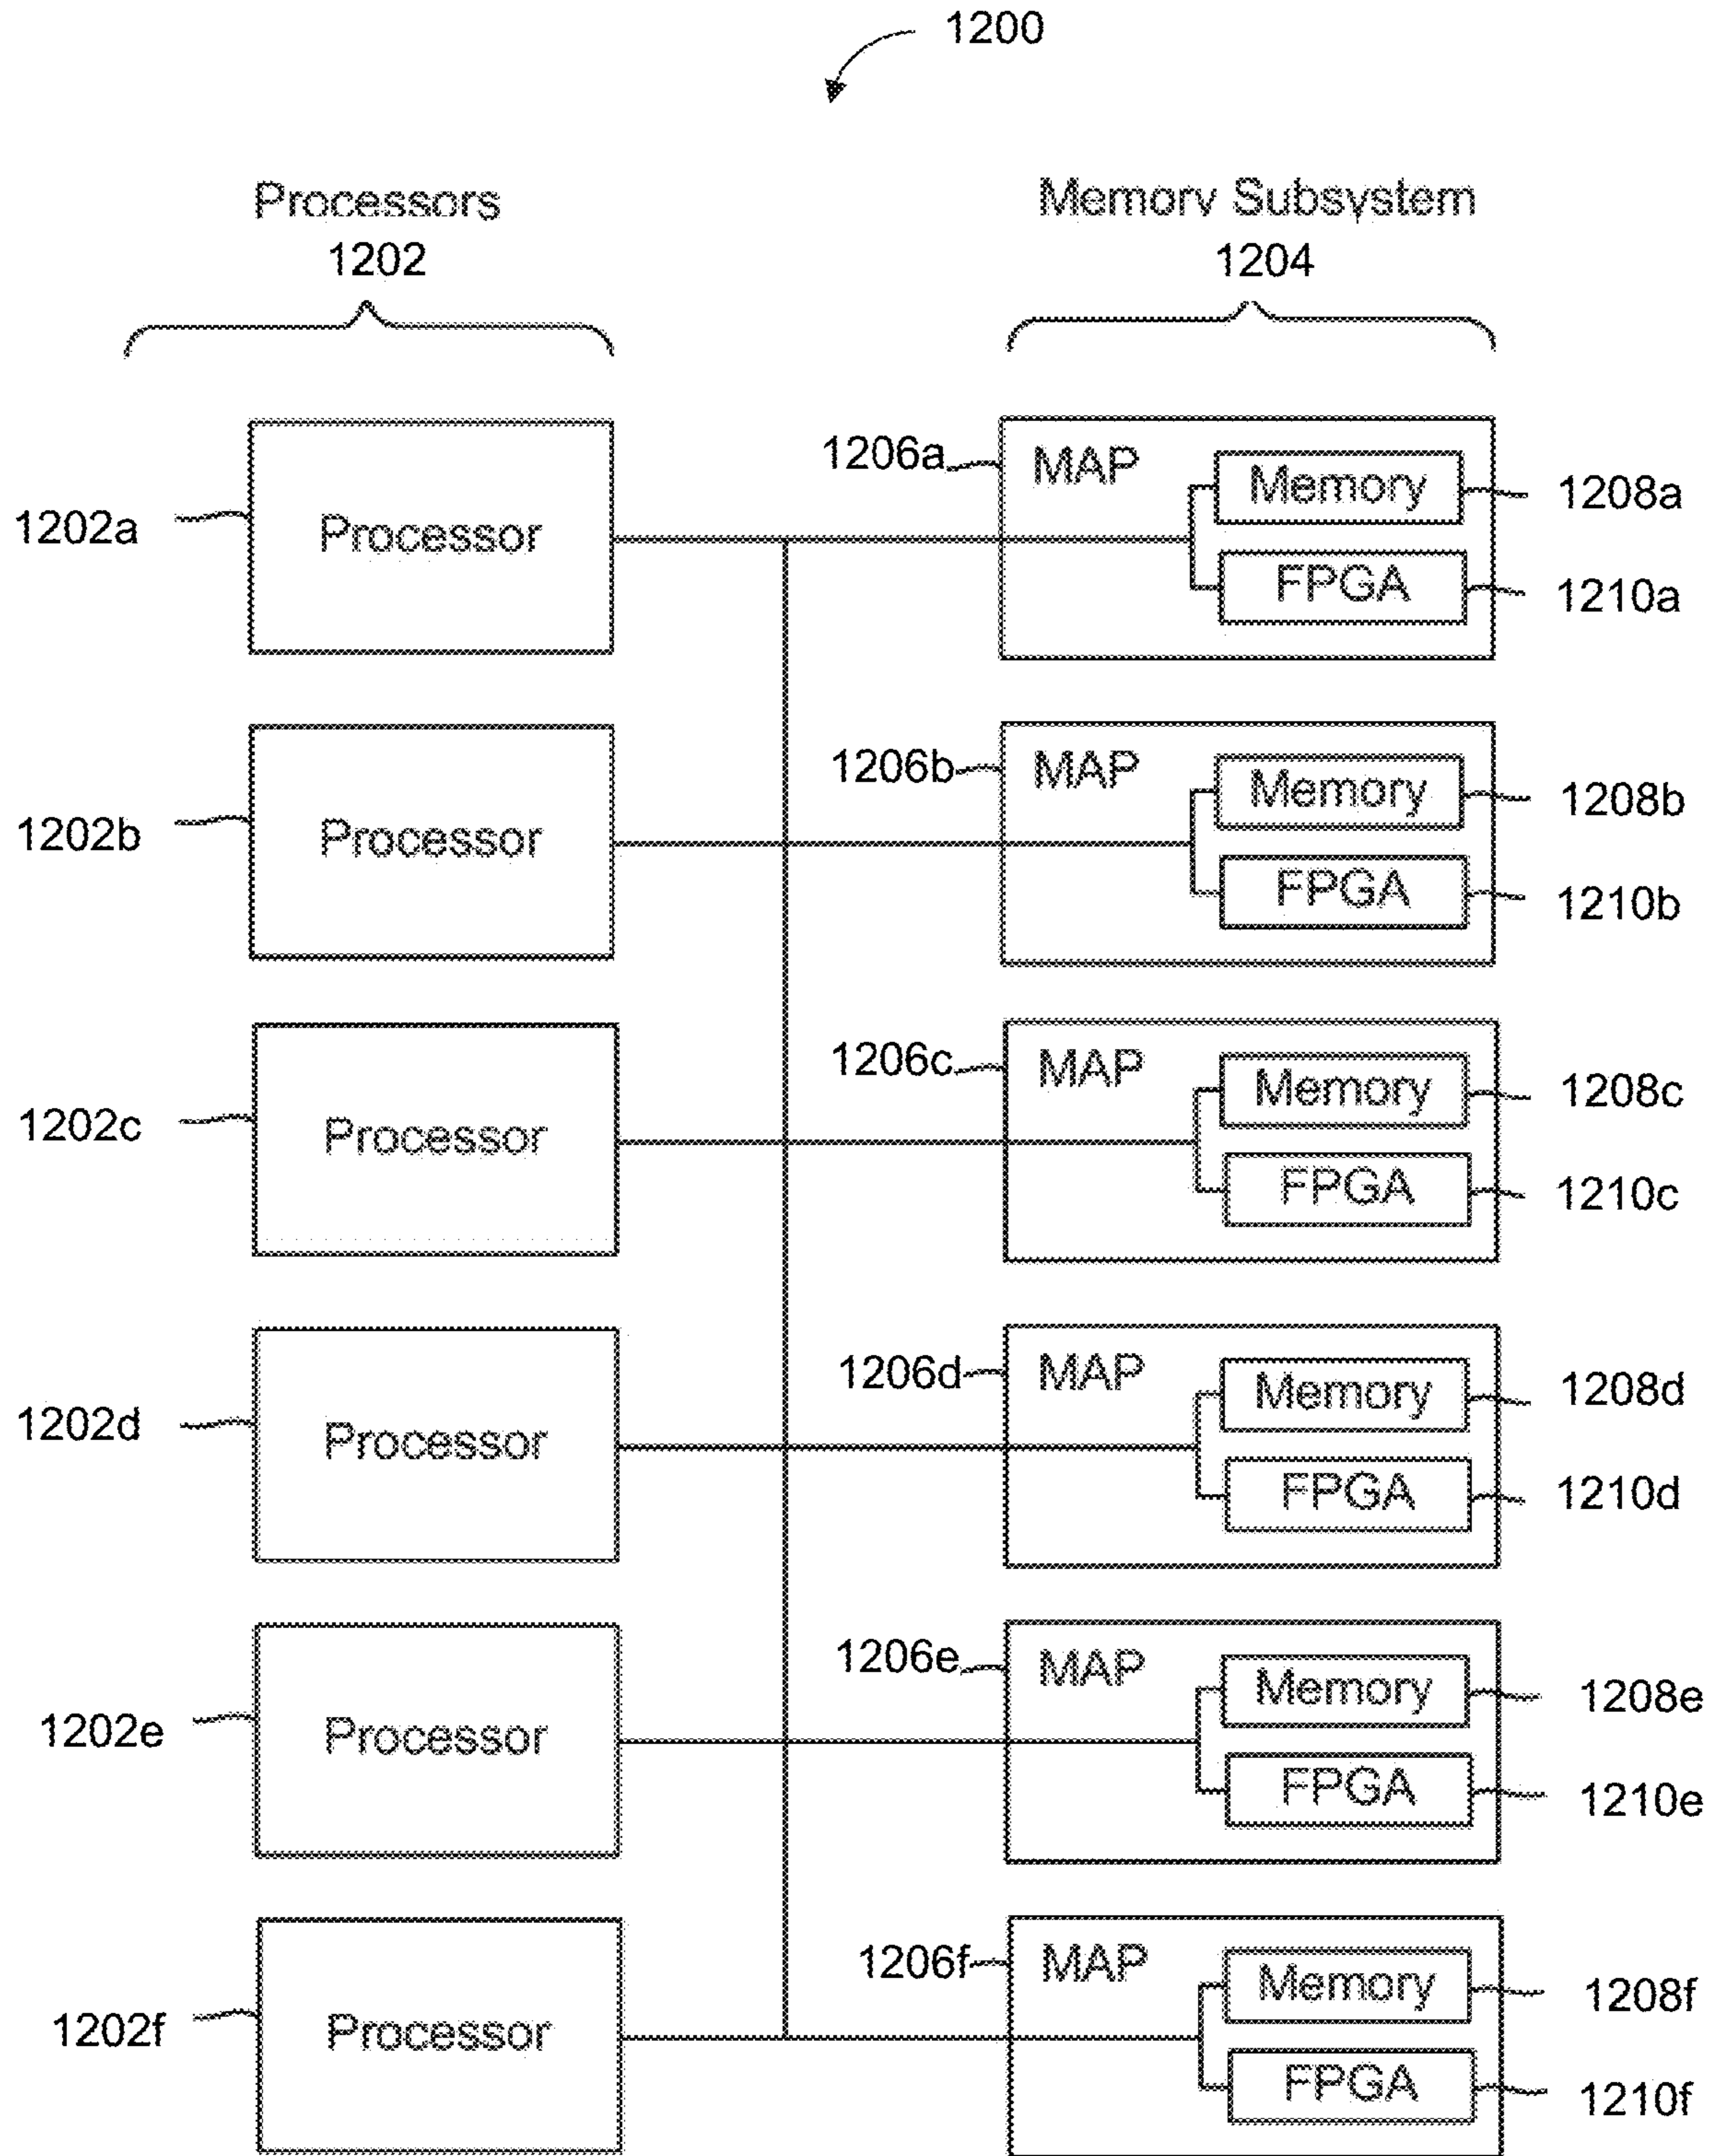 1200
Processors
1202
Memory Subsystem
1204
1202a
Processor
1206a
MAP
Memory
1208a
FPGA
1210a
1202b
Processor
1206b
MAP
Memory
1208b
FPGA
1210b
1202c
Processor
1206c
MAP
Memory
1208c
FPGA
1210c
1202d
Processor
1206d
MAP
Memory
1208d
FPGA
1210d
1202e
Processor
1206e
MAP
Memory
1208e
FPGA
1210e
1202f
Processor
1206f
MAP
Memory
1208f
FPGA
1210f